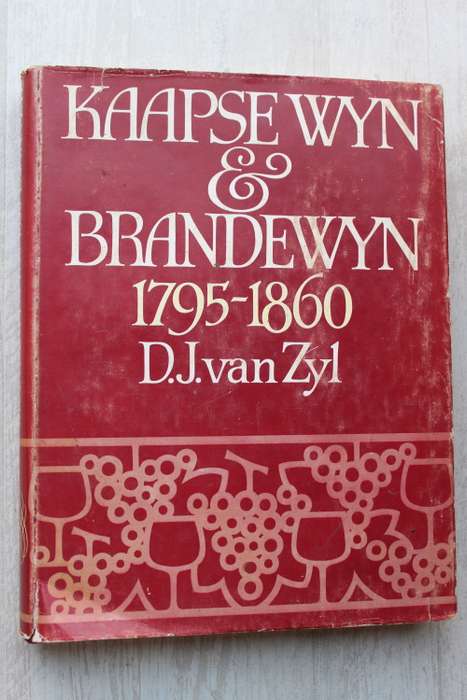 KAAPSE WYN
&
BRANDEWYN
1795-1860
D.J. van Zyl